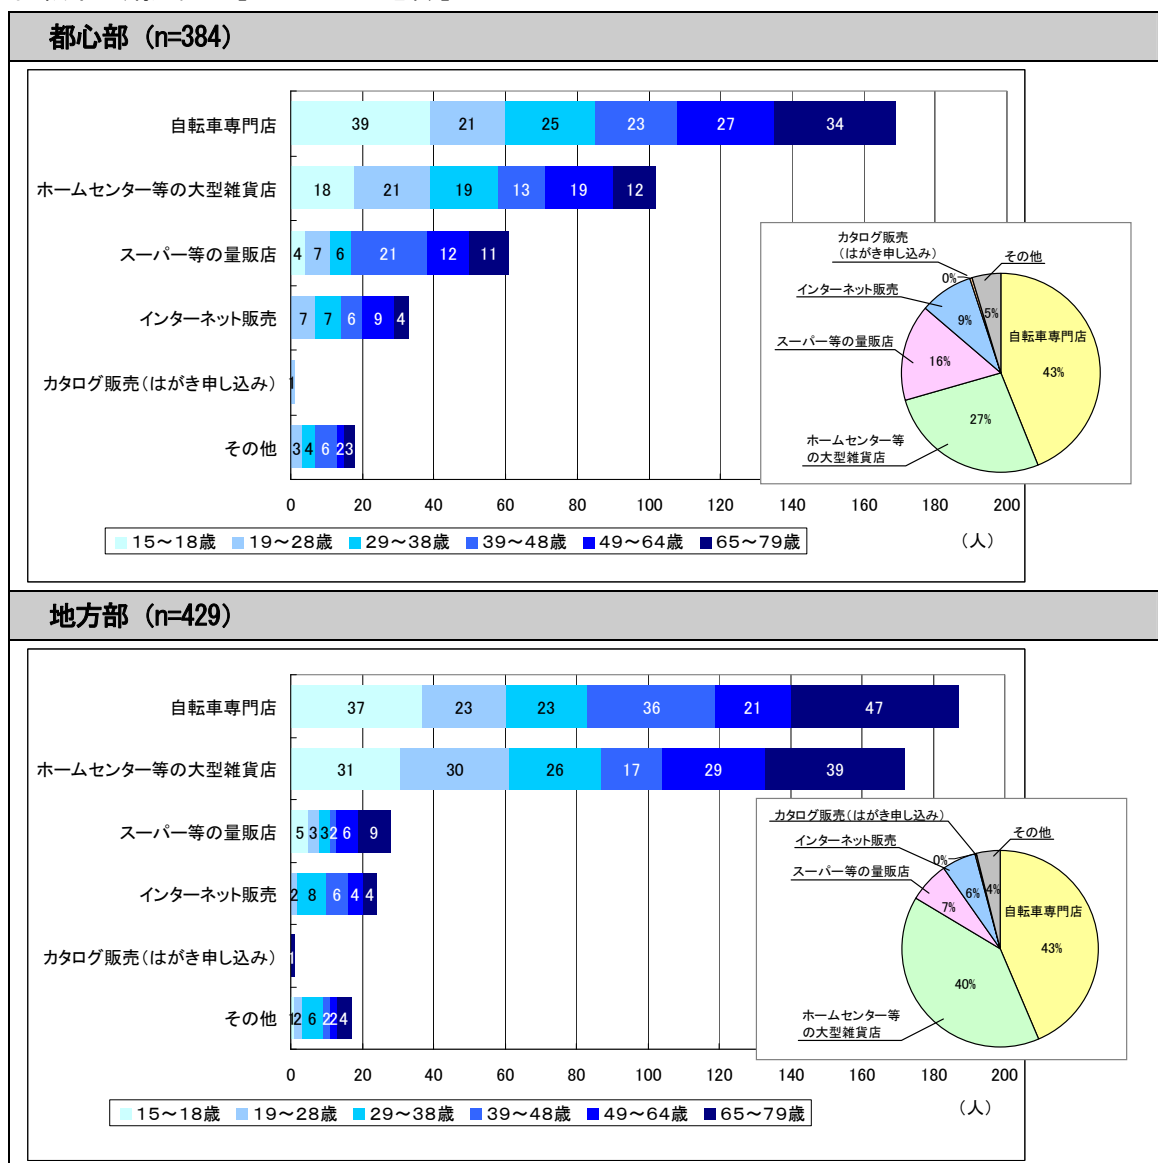 都心部 (n=384)
自転車専門店
39 21 25 23 27 34
ホームセンター等の大型雑貨店
18 21 19 13 19 12
スーパー等の量販店
4 7 6 21 12 11
インターネット販売
7 7 6 9 4
カタログ販売(はがき申し込み)
1
その他
3 4 6 2 3
0 20 40 60 80 100 120 140 160 180 200
(人)
15~18歳 19~28歳 29~38歳 39~48歳 49~64歳 65~79歳
カタログ販売
(はがき申し込み)
0%
その他
5%
インターネット販売
9%
スーパー等の量販店
16%
自転車専門店
43%
ホームセンター等
の大型雑貨店
27%
地方部 (n=429)
自転車専門店
37 23 23 36 21 47
ホームセンター等の大型雑貨店
31 30 26 17 29 39
スーパー等の量販店
5 3 3 2 6 9
インターネット販売
2 8 6 4 4
カタログ販売(はがき申し込み)
1
その他
1 2 6 2 2 4
0 20 40 60 80 100 120 140 160 180 200
(人)
15~18歳 19~28歳 29~38歳 39~48歳 49~64歳 65~79歳
カタログ販売(はがき申し込み)
0%
その他
4%
インターネット販売
6%
スーパー等の量販店
7%
自転車専門店
43%
ホームセンター等
の大型雑貨店
40%